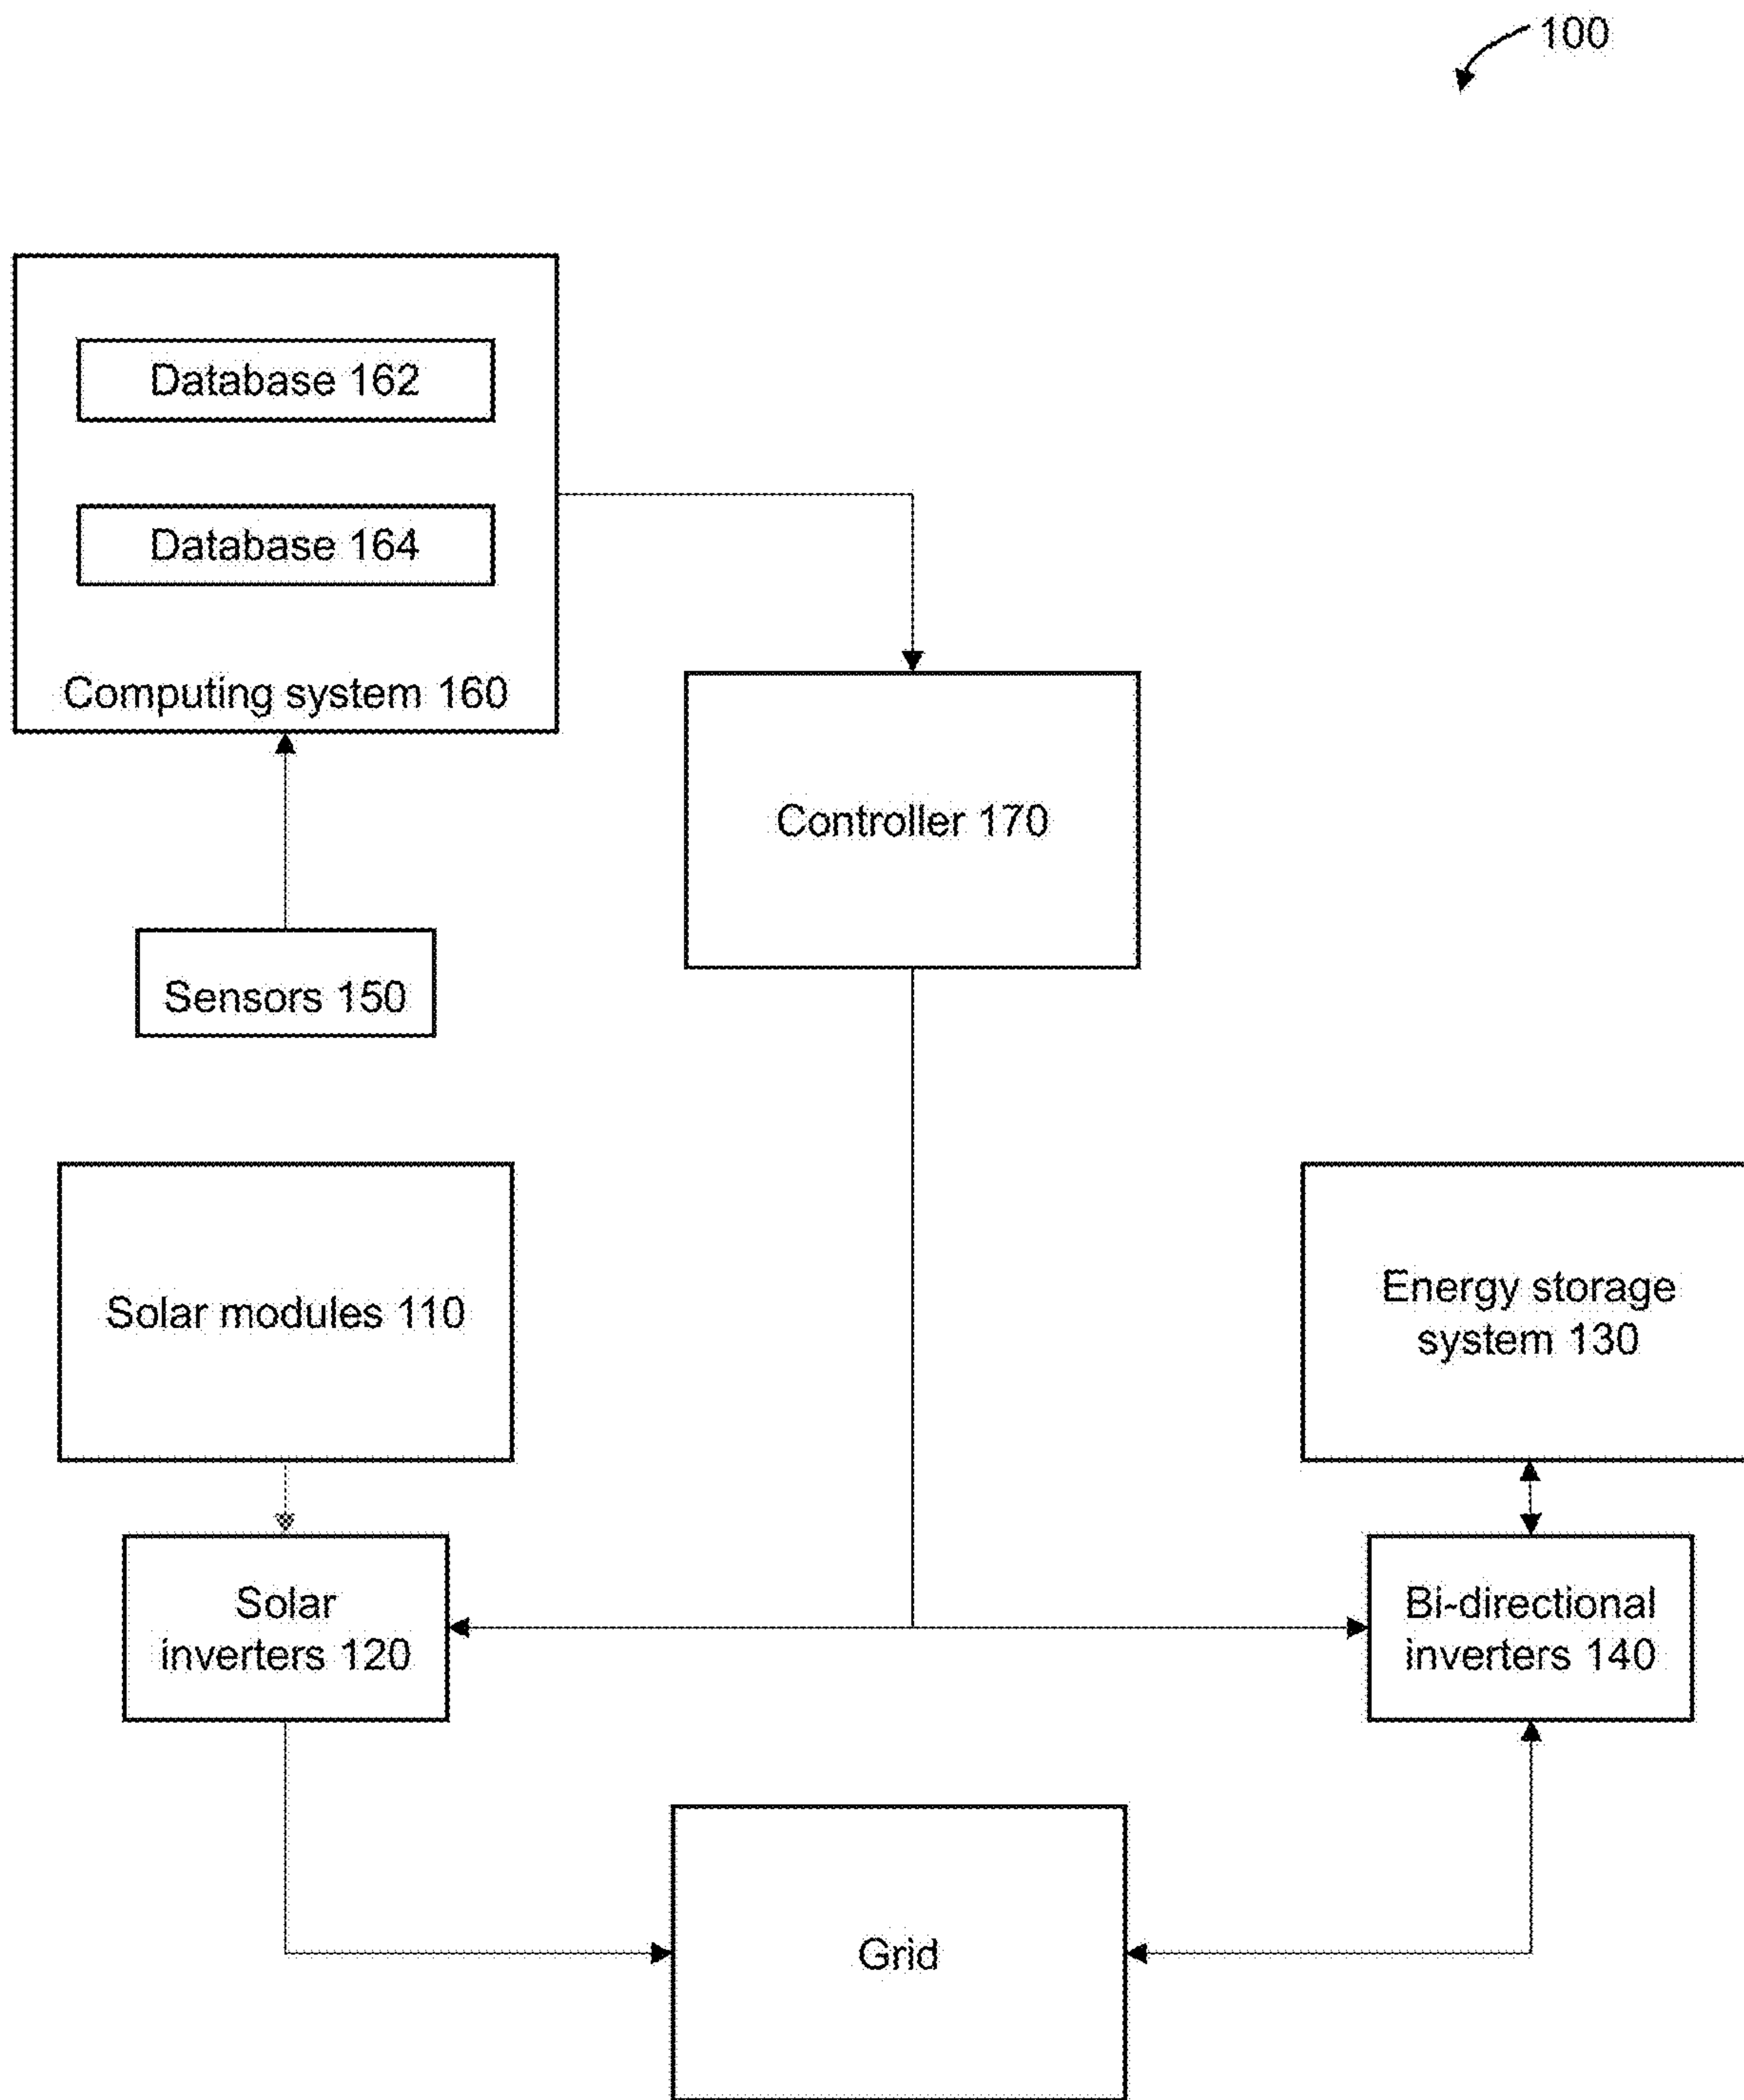 100
Database 162
Database 164
Computing system 160
Controller 170
Sensors 150
Solar modules 110
Energy storage
system 130
Solar
inverters 120
Bi-directional
inverters 140
Grid